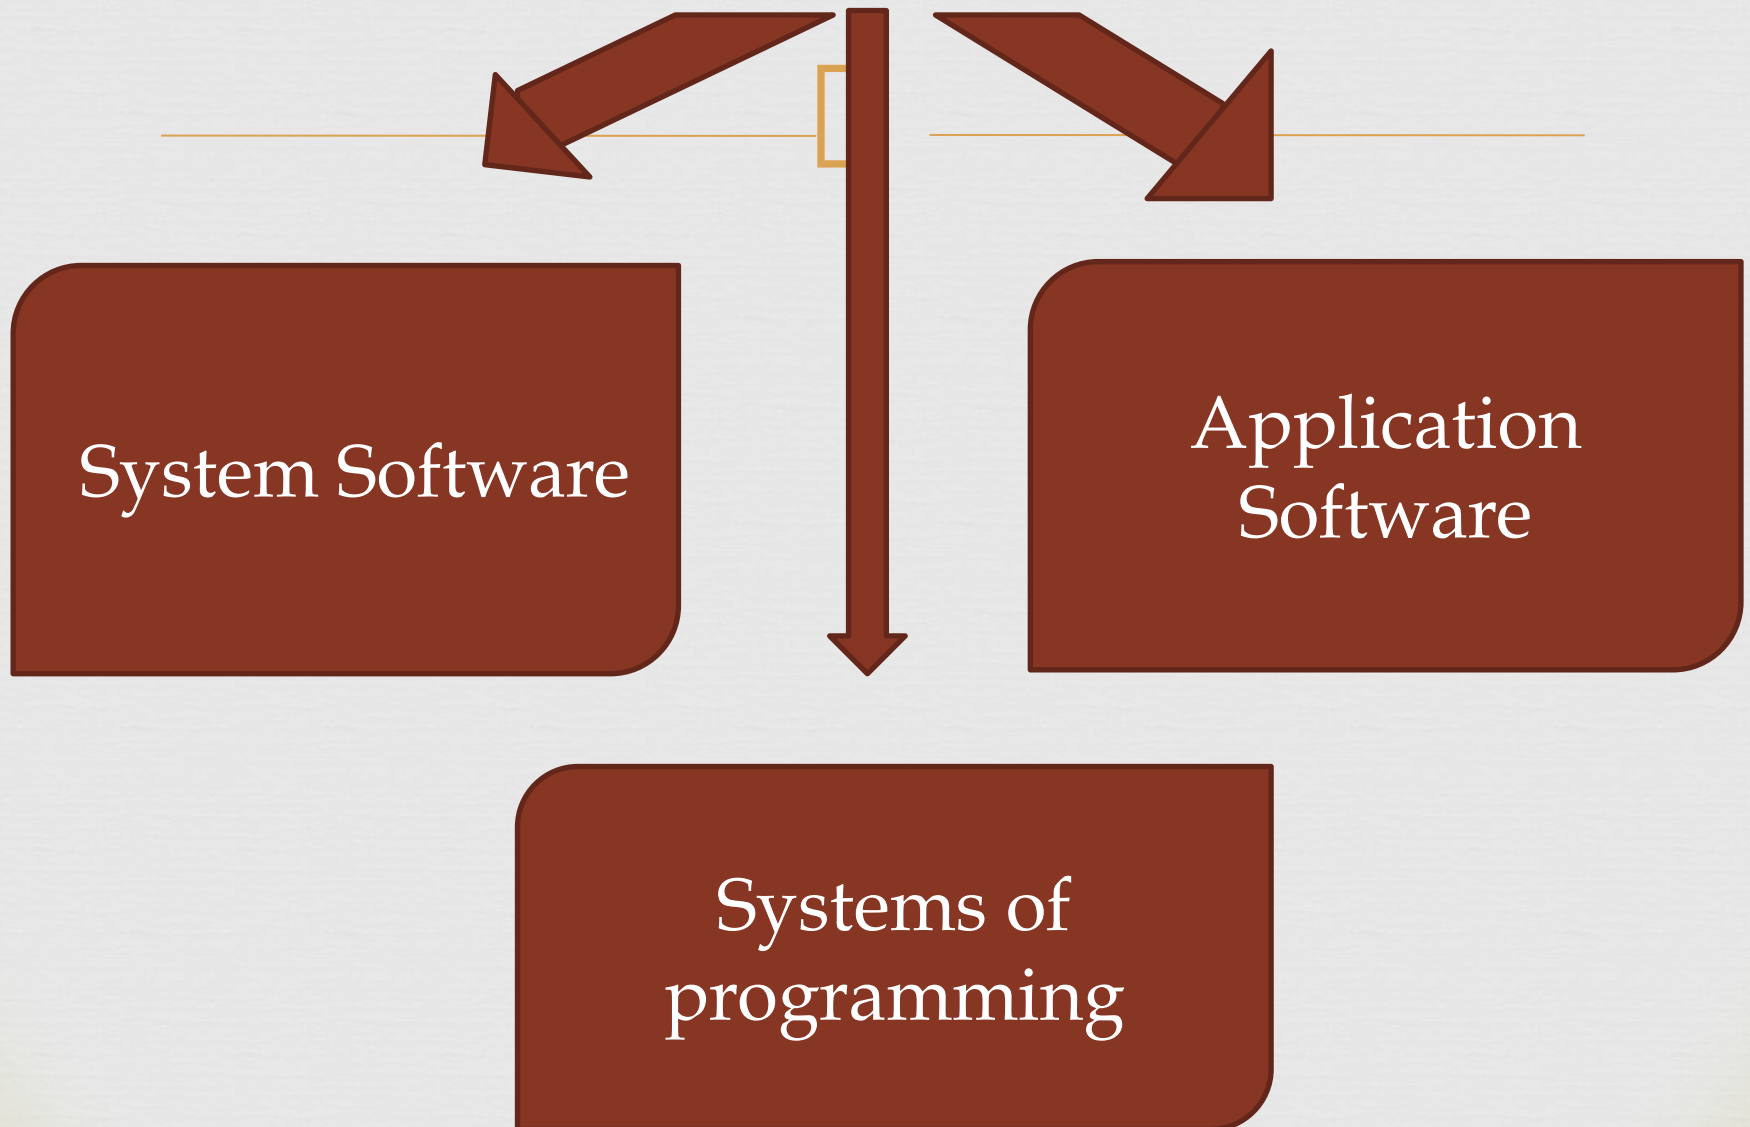 System Software
Application
Software
Systems of
programming